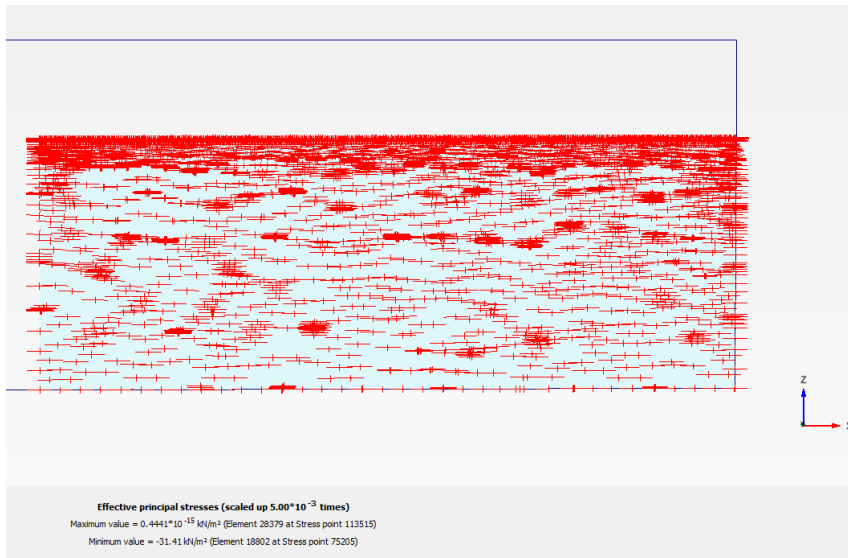 Z
Effective principal stresses (scaled up 5.00*10 -3 times)
Maximum value = 0.4441*10 -15 kN/m² (Element 28379 at Stress point 113515)
Minimum value = -31.41 kN/m² (Element 18802 at Stress point 75205)